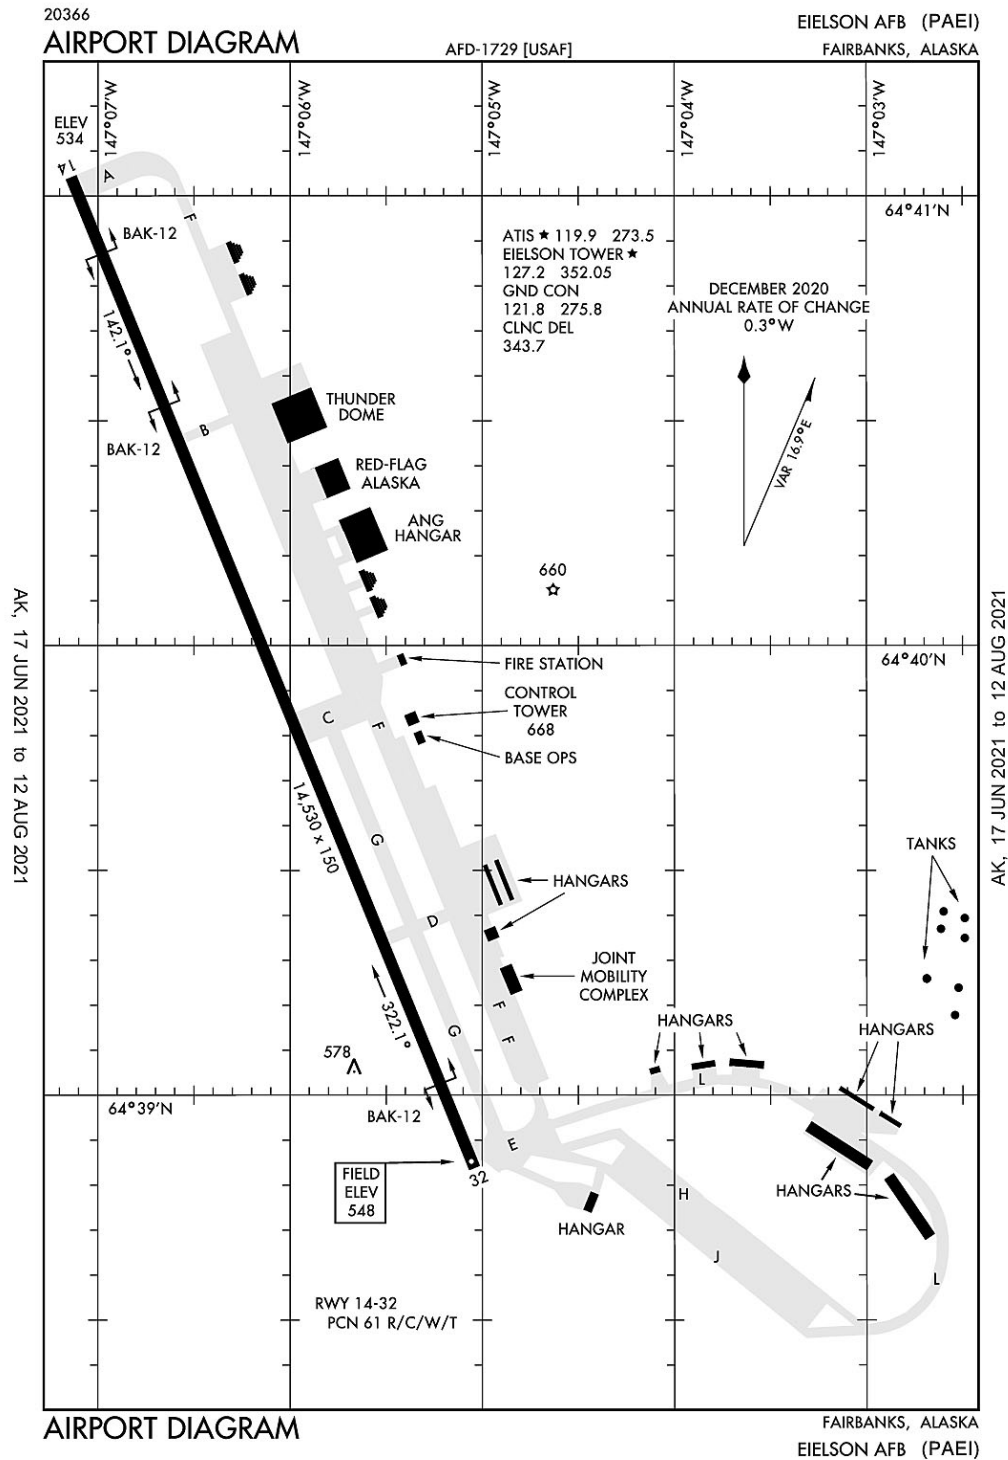 20366
AIRPORT DIAGRAM
AFD-1729 [USAF]
EIELSON AFB (PAEI)
FAIRBANKS, ALASKA
147°07'W
147°06'W
147°05'W
147°04'W
147°03'W
ELEV
534
14
A
F
64°41'N
BAK-12
ATIS ★ 119.9 273.5
EIELSON TOWER ★
127.2 352.05
GND CON
121.8 275.8
CLNC DEL
343.7
DECEMBER 2020
ANNUAL RATE OF CHANGE
0.3°W
VAR 16.9°E
142.1°
BAK-12
B
THUNDER
DOME
RED-FLAG
ALASKA
ANG
HANGAR
660
AK, 17 JUN 2021 to 12 AUG 2021
AK, 17 JUN 2021 to 12 AUG 2021
64°40'N
FIRE STATION
CONTROL
TOWER
668
BASE OPS
C
F
14,530 x 150
G
TANKS
HANGARS
D
JOINT
MOBILITY
COMPLEX
F
F
322.1°
G
578
HANGARS
L
HANGARS
64°39'N
BAK-12
E
FIELD
ELEV
548
32
HANGAR
H
J
HANGARS
L
RWY 14-32
PCN 61 R/C/W/T
AIRPORT DIAGRAM
FAIRBANKS, ALASKA
EIELSON AFB (PAEI)